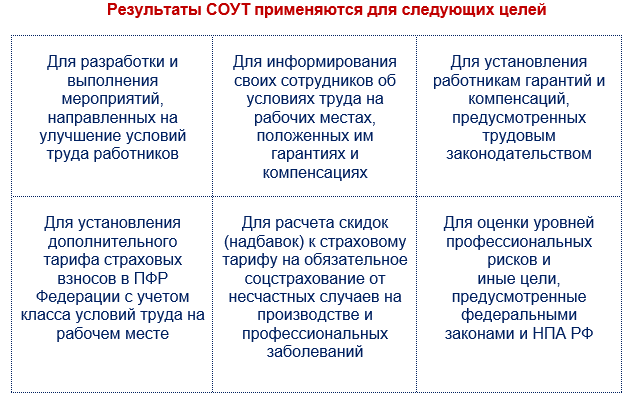 Результаты СОУТ применяются для следующих целей
Для разработки и
выполнения
мероприятий,
направленных на
улучшение условий
труда работников
Для информирования
своих сотрудников об
условиях труда на
рабочих местах,
положенных им
гарантиях и
компенсациях
Для установления
работникам гарантий и
компенсаций,
предусмотренных
трудовым
законодательством
Для установления
дополнительного
тарифа страховых
взносов в ПФР
Федерации с учетом
класса условий труда на
рабочем месте
Для расчета скидок
(надбавок) к страховому
тарифу на обязательное
соцстрахование от
несчастных случаев на
производстве и
профессиональных
заболеваний
Для оценки уровней
профессиональных
рисков и
иные цели,
предусмотренные
федеральными
законами и НПА РФ